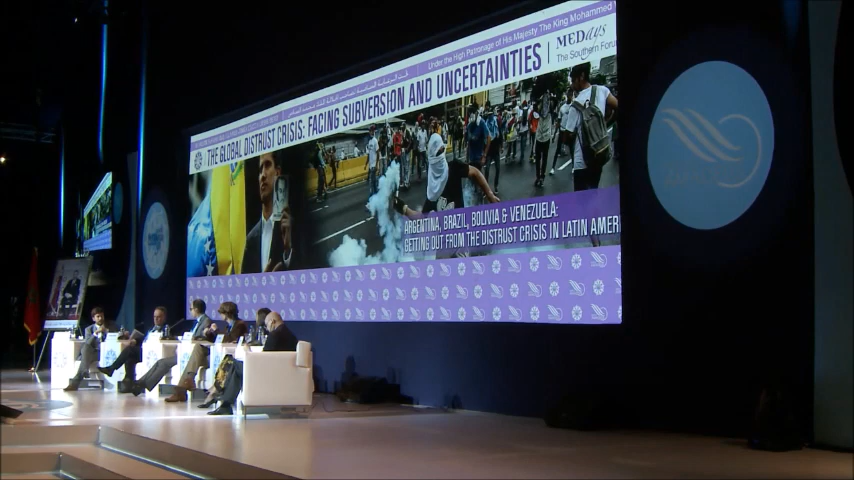 Under the High Patronage of His Majesty The King Mohammed
THE GLOBAL DISTRUST CRISIS: FACING SUBVERSION AND UNCERTAINTIES
MEDays
The Southern Foru
ARGENTINA, BRAZIL, BOLIVIA & VENEZUELA:
GETTING OUT FROM THE DISTRUST CRISIS IN LATIN AMER